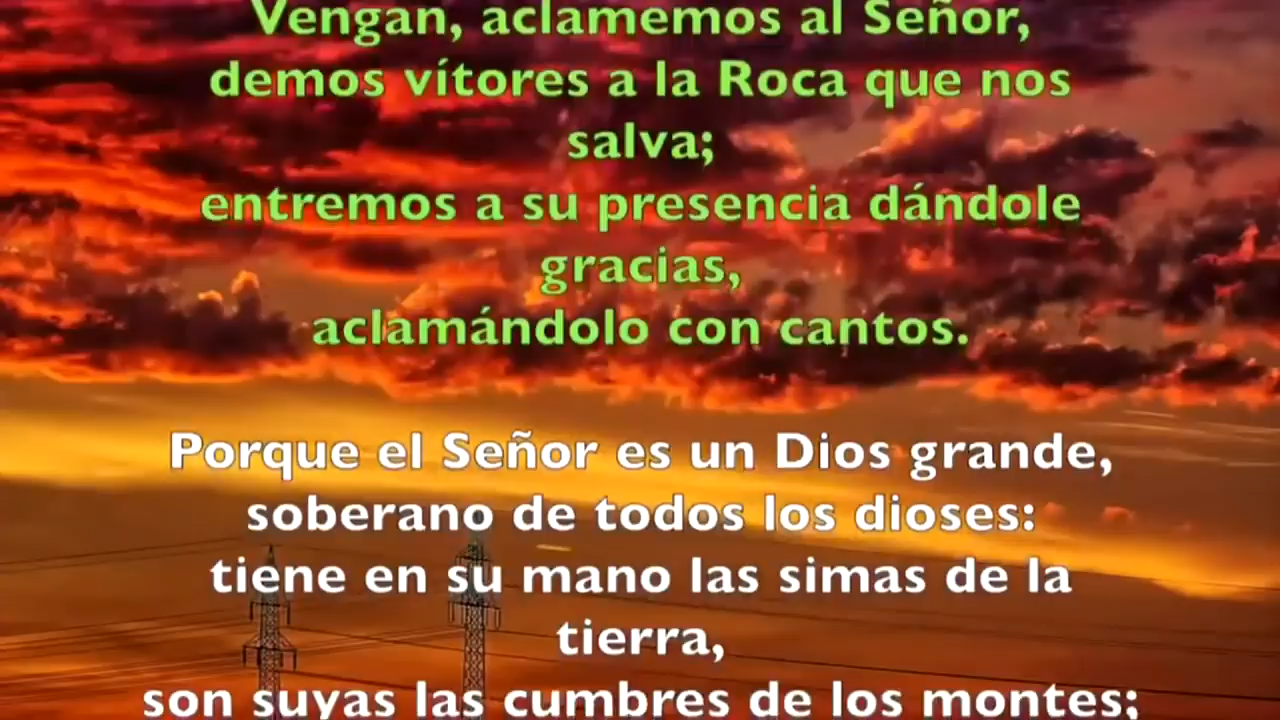 Vengan, aclamemos al Señor,
demos vítores a la Roca que nos
salva;
entremos a su presencia dándole
gracias,
aclamándolo con cantos.
Porque el Señor es un Dios grande,
soberano de todos los dioses:
tiene en su mano las simas de la
tierra,
son suyas las cumbres de los montes;